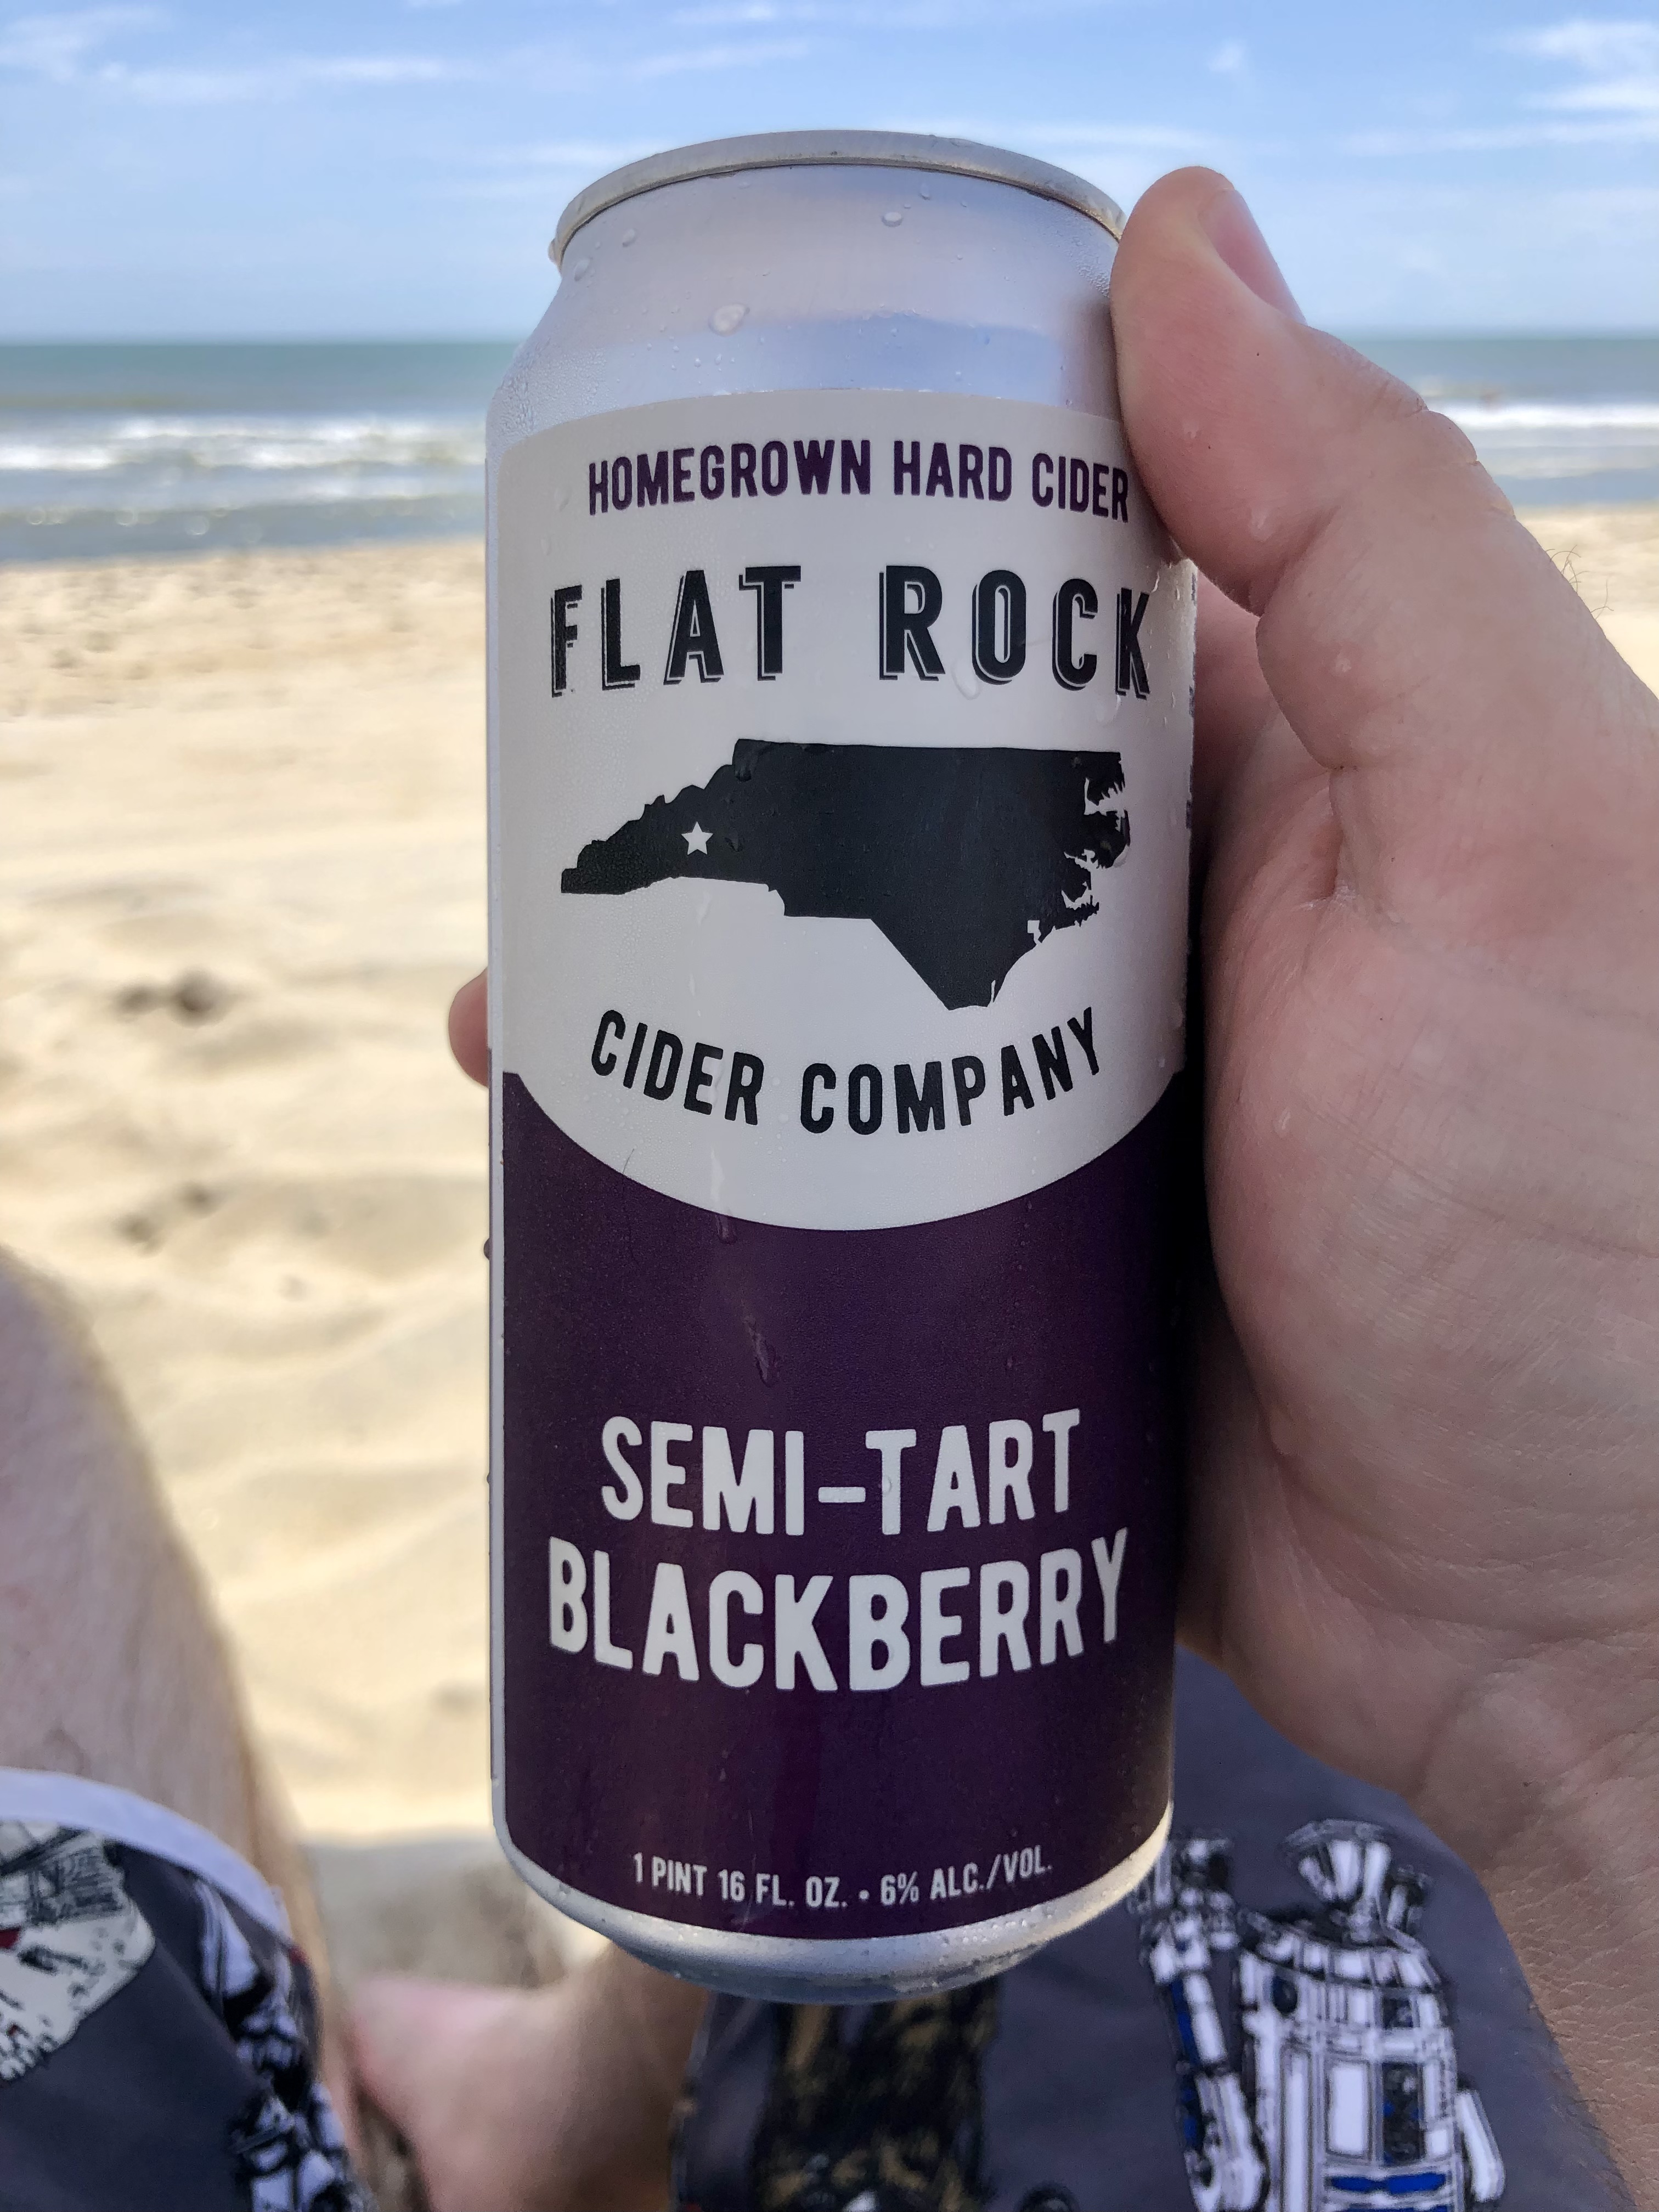 HOMEGROWN HARD CIDER
FLAT ROCK
CIDER COMPANY
SEMI-TART
BLACKBERRY
1 PINT 16 FL. OZ. • 6% ALC./VOL.